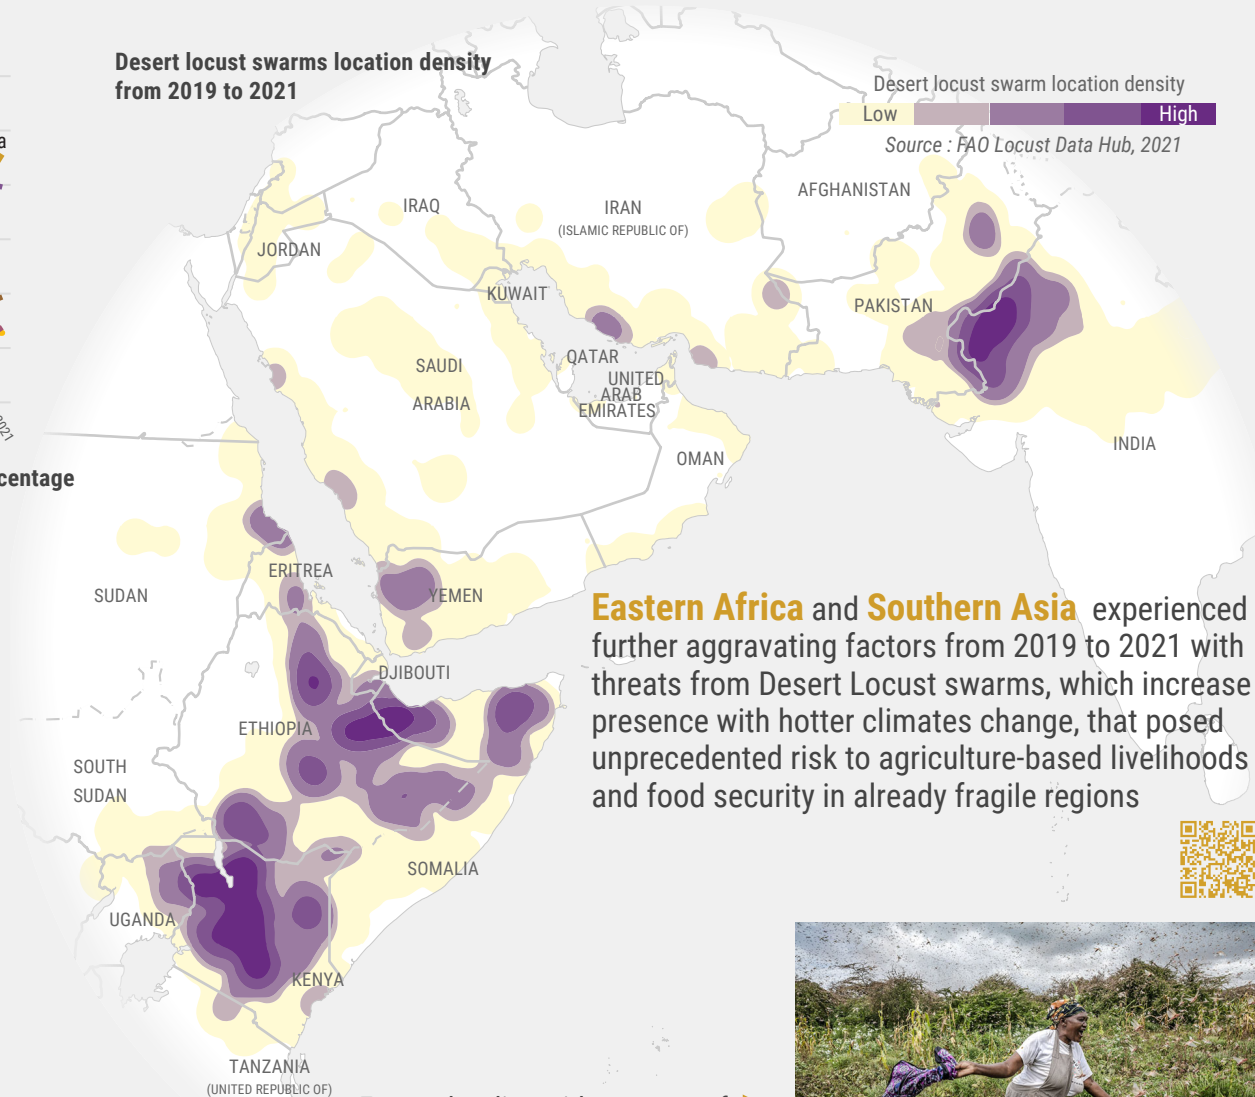 Desert locust swarms location density
from 2019 to 2021
Desert locust swarm location density
Low
High
Source : FAO Locust Data Hub, 2021
a
2021
centage
AFGHANISTAN
IRAQ
IRAN
(ISLAMIC REPUBLIC OF)
JORDAN
KUWAIT
PAKISTAN
QATAR
SAUDI
ARABIA
UNITED
ARAB
EMIRATES
INDIA
OMAN
ERITREA
SUDAN
YEMEN
DJIBOUTI
ETHIOPIA
SOUTH
SUDAN
SOMALIA
UGANDA
KENYA
TANZANIA
(UNITED REPUBLIC OF)
Eastern Africa and Southern Asia experienced
further aggravating factors from 2019 to 2021 with
threats from Desert Locust swarms, which increase
presence with hotter climates change, that posed
unprecedented risk to agriculture-based livelihoods
and food security in already fragile regions